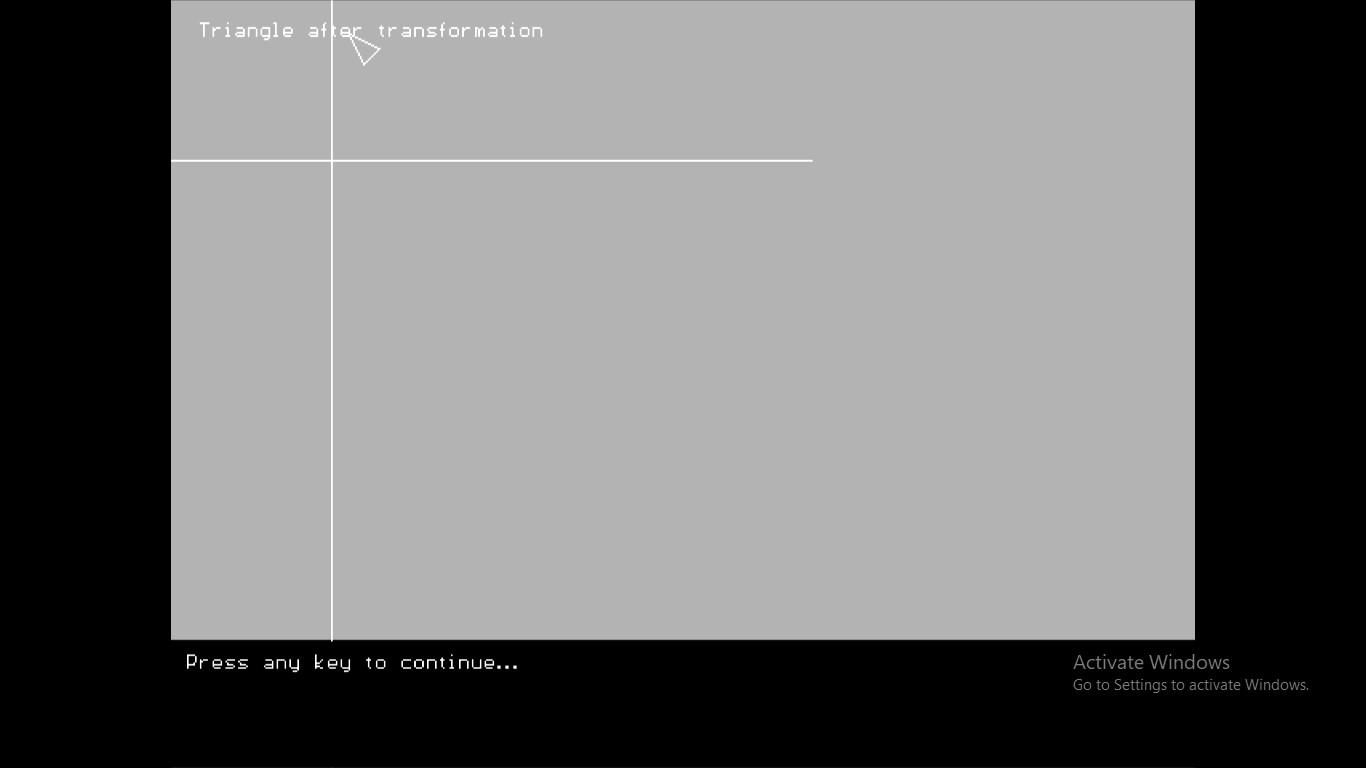 Triangle after transformation
Press any key to continue...
Activate Windows
Go to Settings to activate Windows.